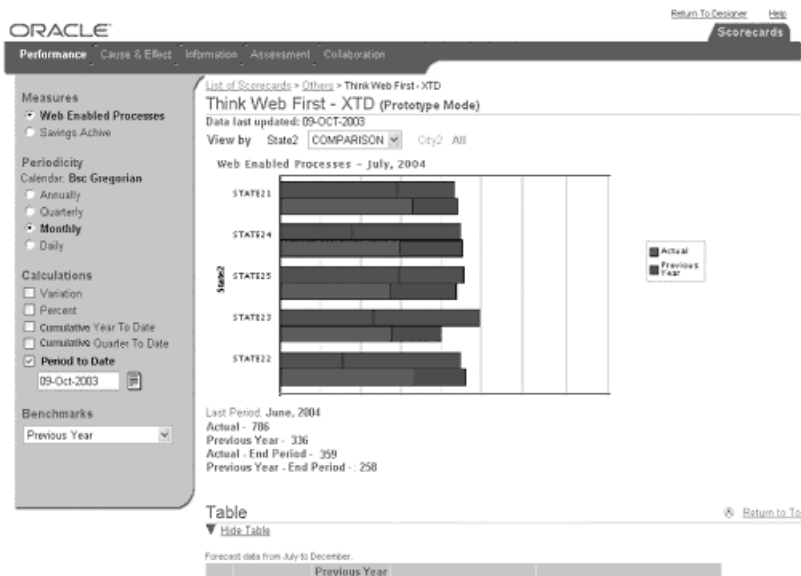 Return To Designer Help
ORACLE
Scorecards
Performance Cause & Effect Information Assessment Collaboration
List of Scorecards > Others > Think Web First - XTD
Think Web First - XTD (Prototype Mode)
Data last updated: 09-OCT-2003
View by State2 COMPARISON City2 All
Measures
Web Enabled Processes
Savings Achive
Periodicity
Calendar: Bsc Gregorian
Annually
Quarterly
Monthly
Daily
Calculations
Variation
Percent
Cumulative Year To Date
Cumulative Quarter To Date
Period to Date
09-Oct-2003
Benchmarks
Previous Year
Web Enabled Processes - July, 2004
STATE21
STATE24
STATE25
STATE23
STATE22
State2
Actual
Previous
Year
Last Period: June, 2004
Actual - 786
Previous Year - 336
Actual - End Period - 359
Previous Year - End Period - : 258
Table
Return to To
Hide Table
Forecast data from July to December.
Previous Year